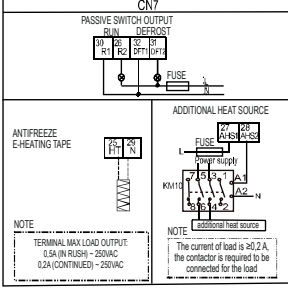 CN7
PASSIVE SWITCH OUTPUT
RUN DEFROST
30 26 32 31
R1 R2 DFT1 DFT2
FUSE
N
ANTIFREEZE
E-HEATING TAPE
25 29
HT N
NOTE
TERMINAL MAX LOAD OUTPUT:
0,5A (IN RUSH) ~ 250VAC
0,2A (CONTINUED) ~ 250VAC
ADDITIONAL HEAT SOURCE
27 28
AHS1 AHS2
FUSE
L
Power supply
7 5 3 1 A1
KM10
A2 N
8 6 4 2
additional heat source
NOTE
The current of load is ≥0,2 A,
the contactor is required to be
connected for the load